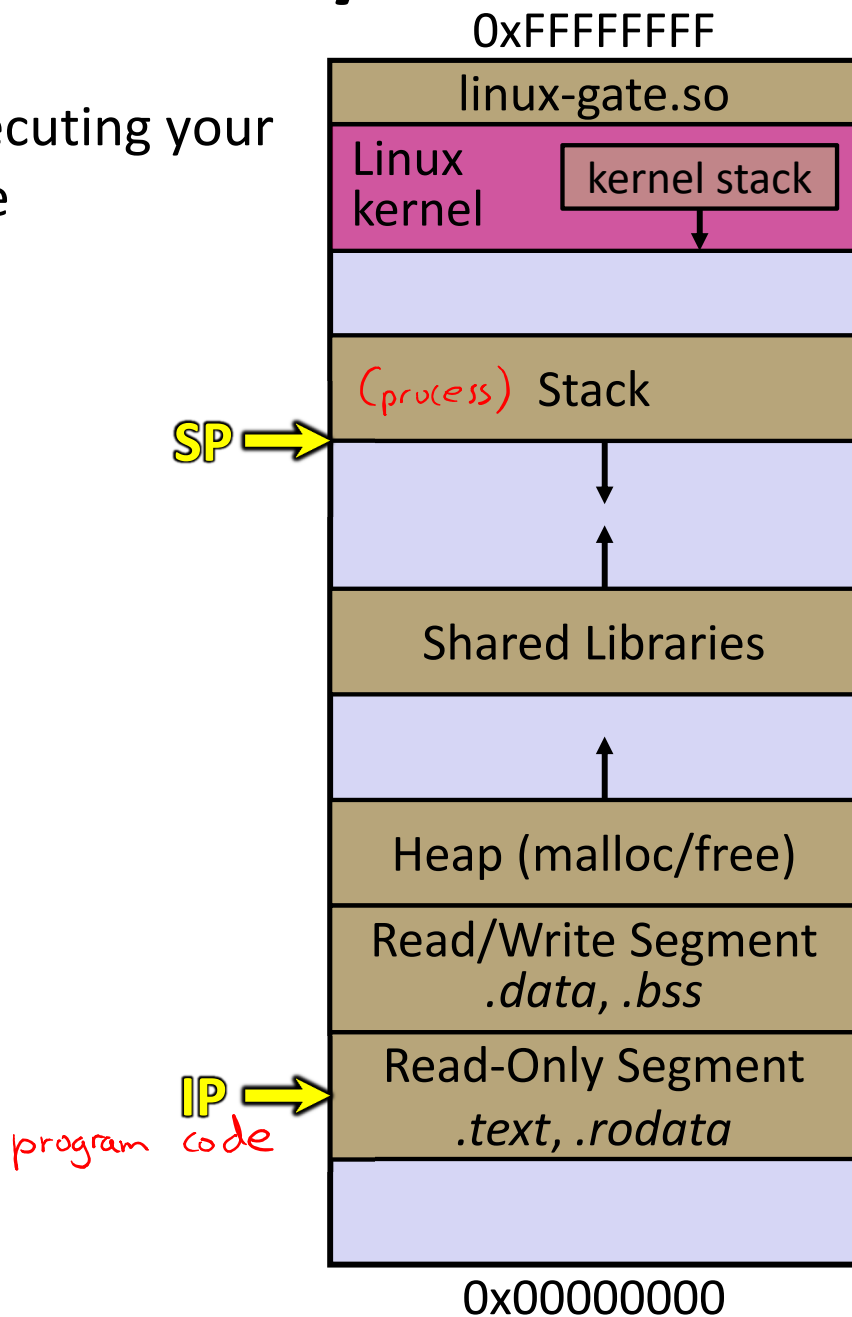 0xFFFFFFFF
linux-gate.so
ecuting your
e
Linux
kernel
kernel stack
(process) Stack
SP
Shared Libraries
Heap (malloc/free)
Read/Write Segment
.data, .bss
IP
Read-Only Segment
program code
.text, .rodata
0x00000000